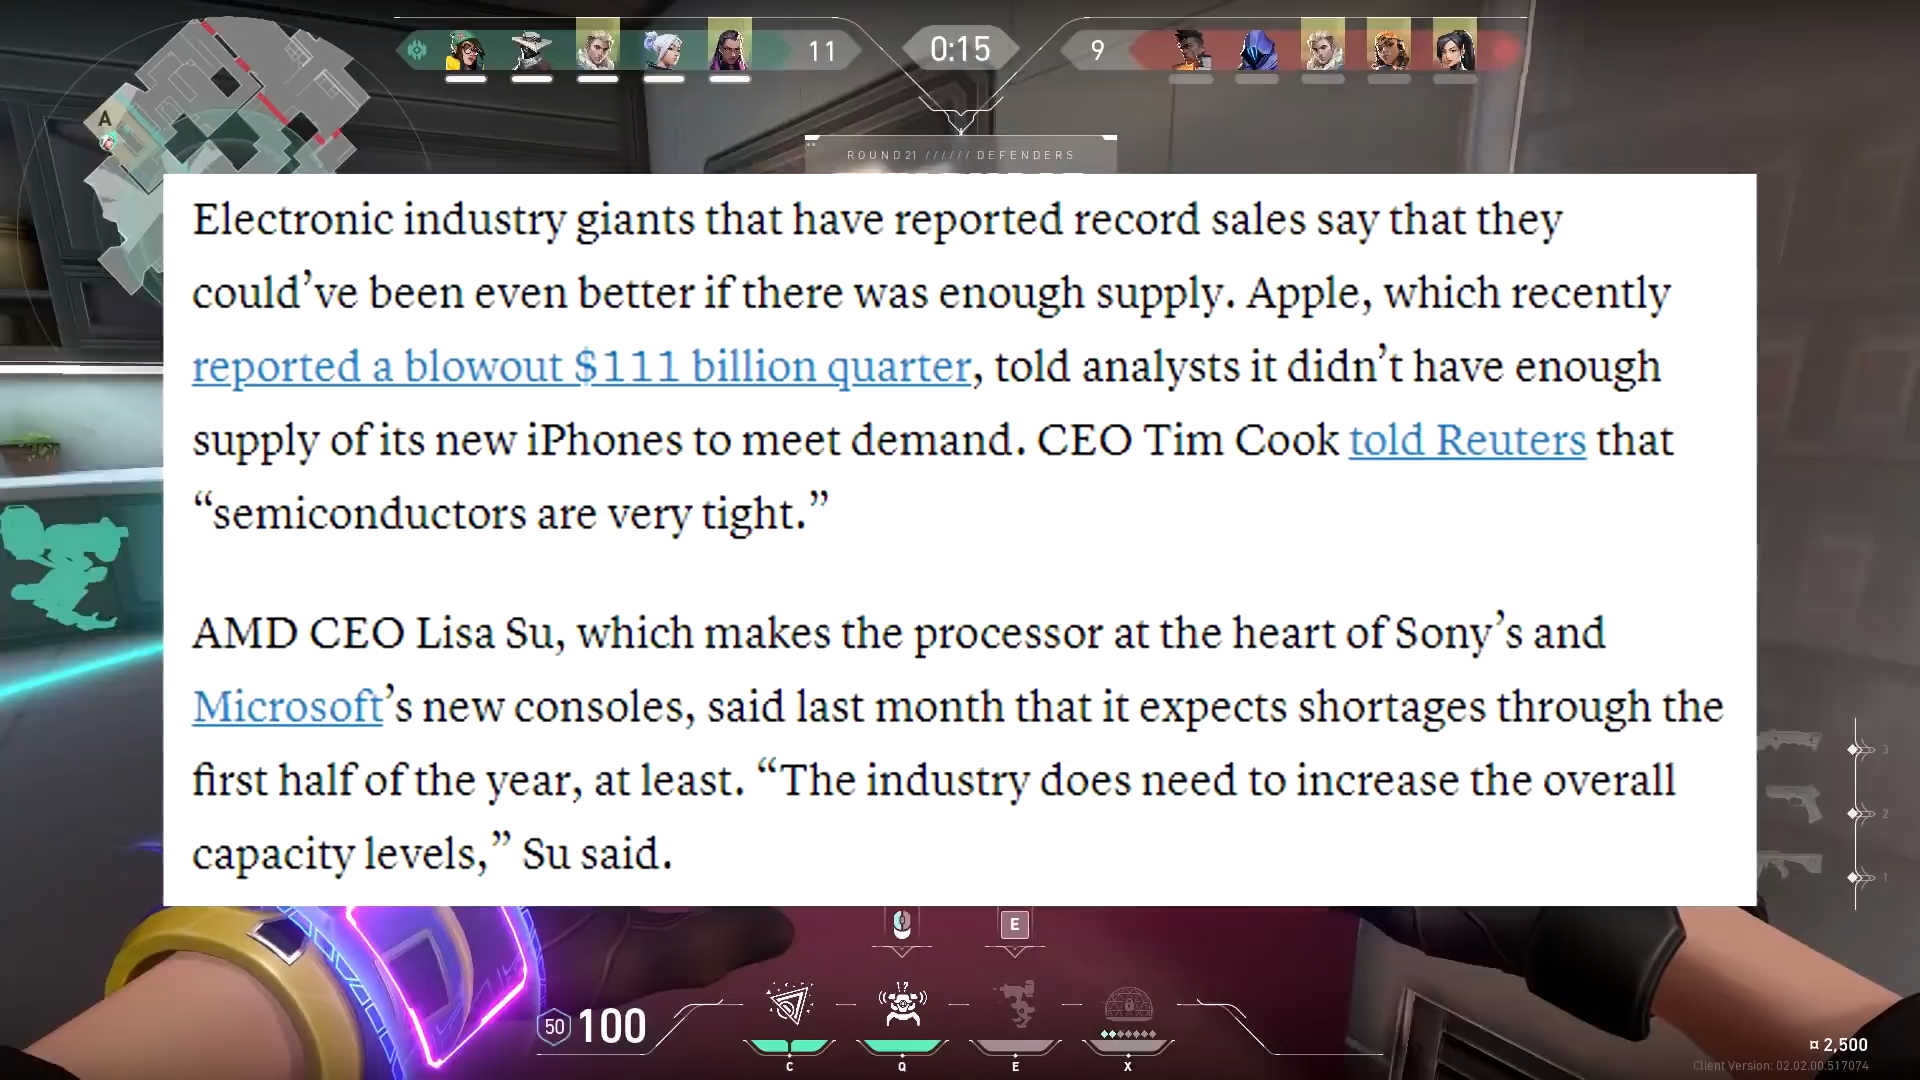 11
0:15
9
A
ROUND 21 ////// DEFENDERS
Electronic industry giants that have reported record sales say that they
could’ve been even better if there was enough supply. Apple, which recently
reported a blowout $111 billion quarter, told analysts it didn’t have enough
supply of its new iPhones to meet demand. CEO Tim Cook told Reuters that
“semiconductors are very tight.”
AMD CEO Lisa Su, which makes the processor at the heart of Sony’s and
Microsoft’s new consoles, said last month that it expects shortages through the
first half of the year, at least. “The industry does need to increase the overall
capacity levels,” Su said.
3
2
1
E
!?
50 100
C
Q
E
X
¤ 2,500
Client Version: 02.02.00.517074